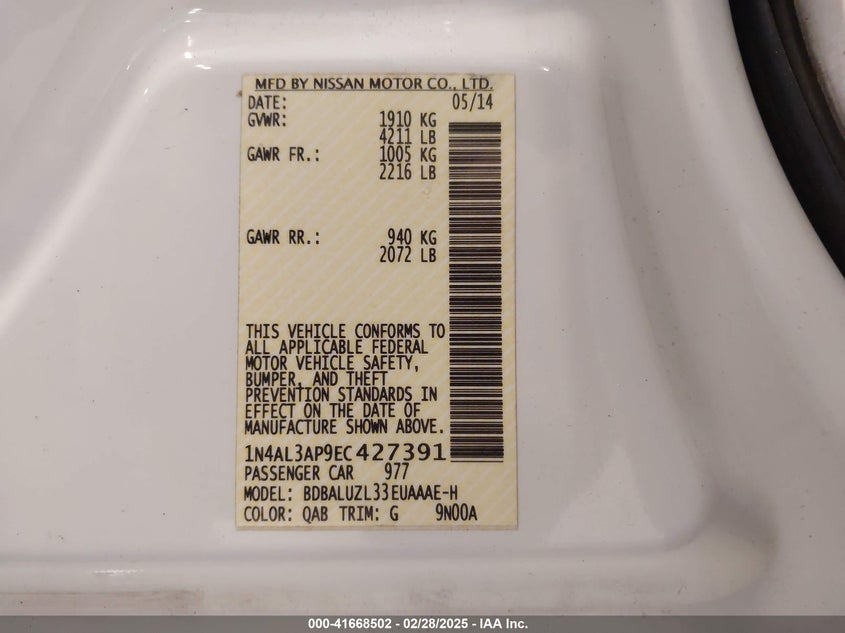 MFD BY NISSAN MOTOR CO., LTD.
DATE: 05/14
GVWR: 1910 KG
4211 LB
GAWR FR.: 1005 KG
2216 LB
GAWR RR.: 940 KG
2072 LB
THIS VEHICLE CONFORMS TO
ALL APPLICABLE FEDERAL
MOTOR VEHICLE SAFETY,
BUMPER, AND THEFT
PREVENTION STANDARDS IN
EFFECT ON THE DATE OF
MANUFACTURE SHOWN ABOVE.
1N4AL3AP9EC427391
PASSENGER CAR 977
MODEL: BDBALUZL33EUAAAE-H
COLOR: QAB TRIM: G 9N00A
000-41668502 - 02/28/2025 - IAA Inc.